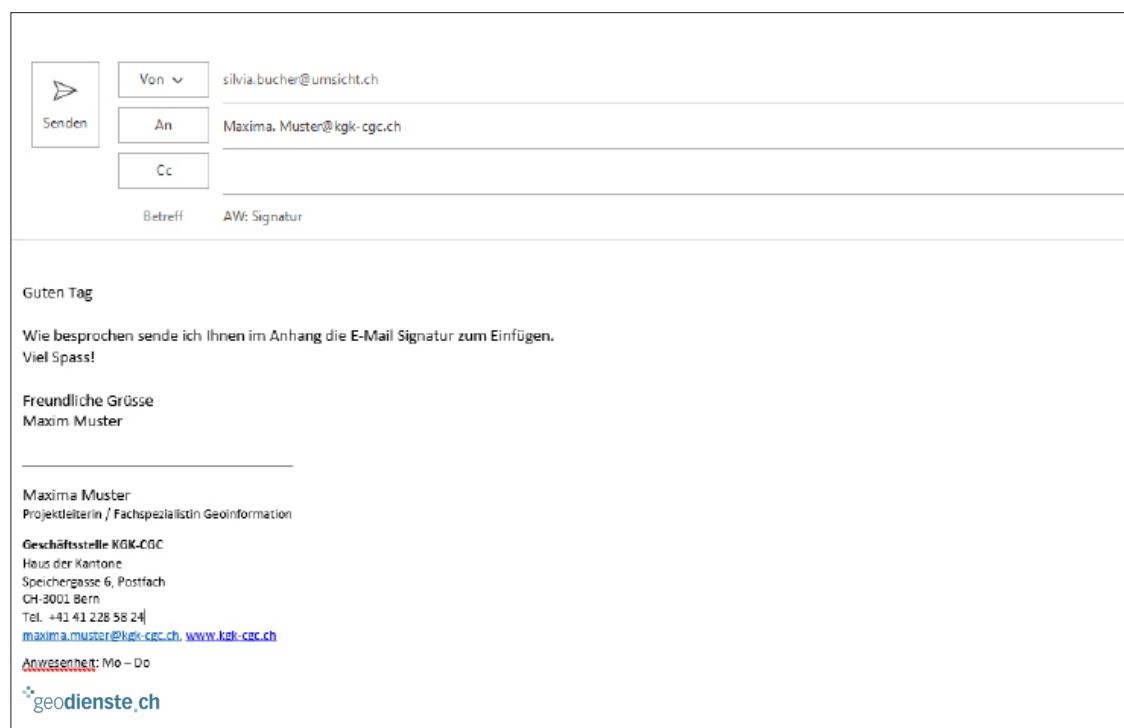 Senden
Von
silvia.bucher@umsicht.ch
An
Maxima. Muster@kgk-cgc.ch
Cc
Betreff
AW: Signatur
Guten Tag
Wie besprochen sende ich Ihnen im Anhang die E-Mail Signatur zum Einfügen.
Viel Spass!
Freundliche Grüsse
Maxim Muster
Maxima Muster
Projektleiterin / Fachspezialistin Geoinformation
Geschäftsstelle KGK-CGC
Haus der Kantone
Speichergasse 6, Postfach
CH-3001 Bern
Tel. +41 41 228 58 24
maxima.muster@kgk-cgc.ch, www.kgk-cgc.ch
Anwesenheit: Mo – Do
geodienste.ch